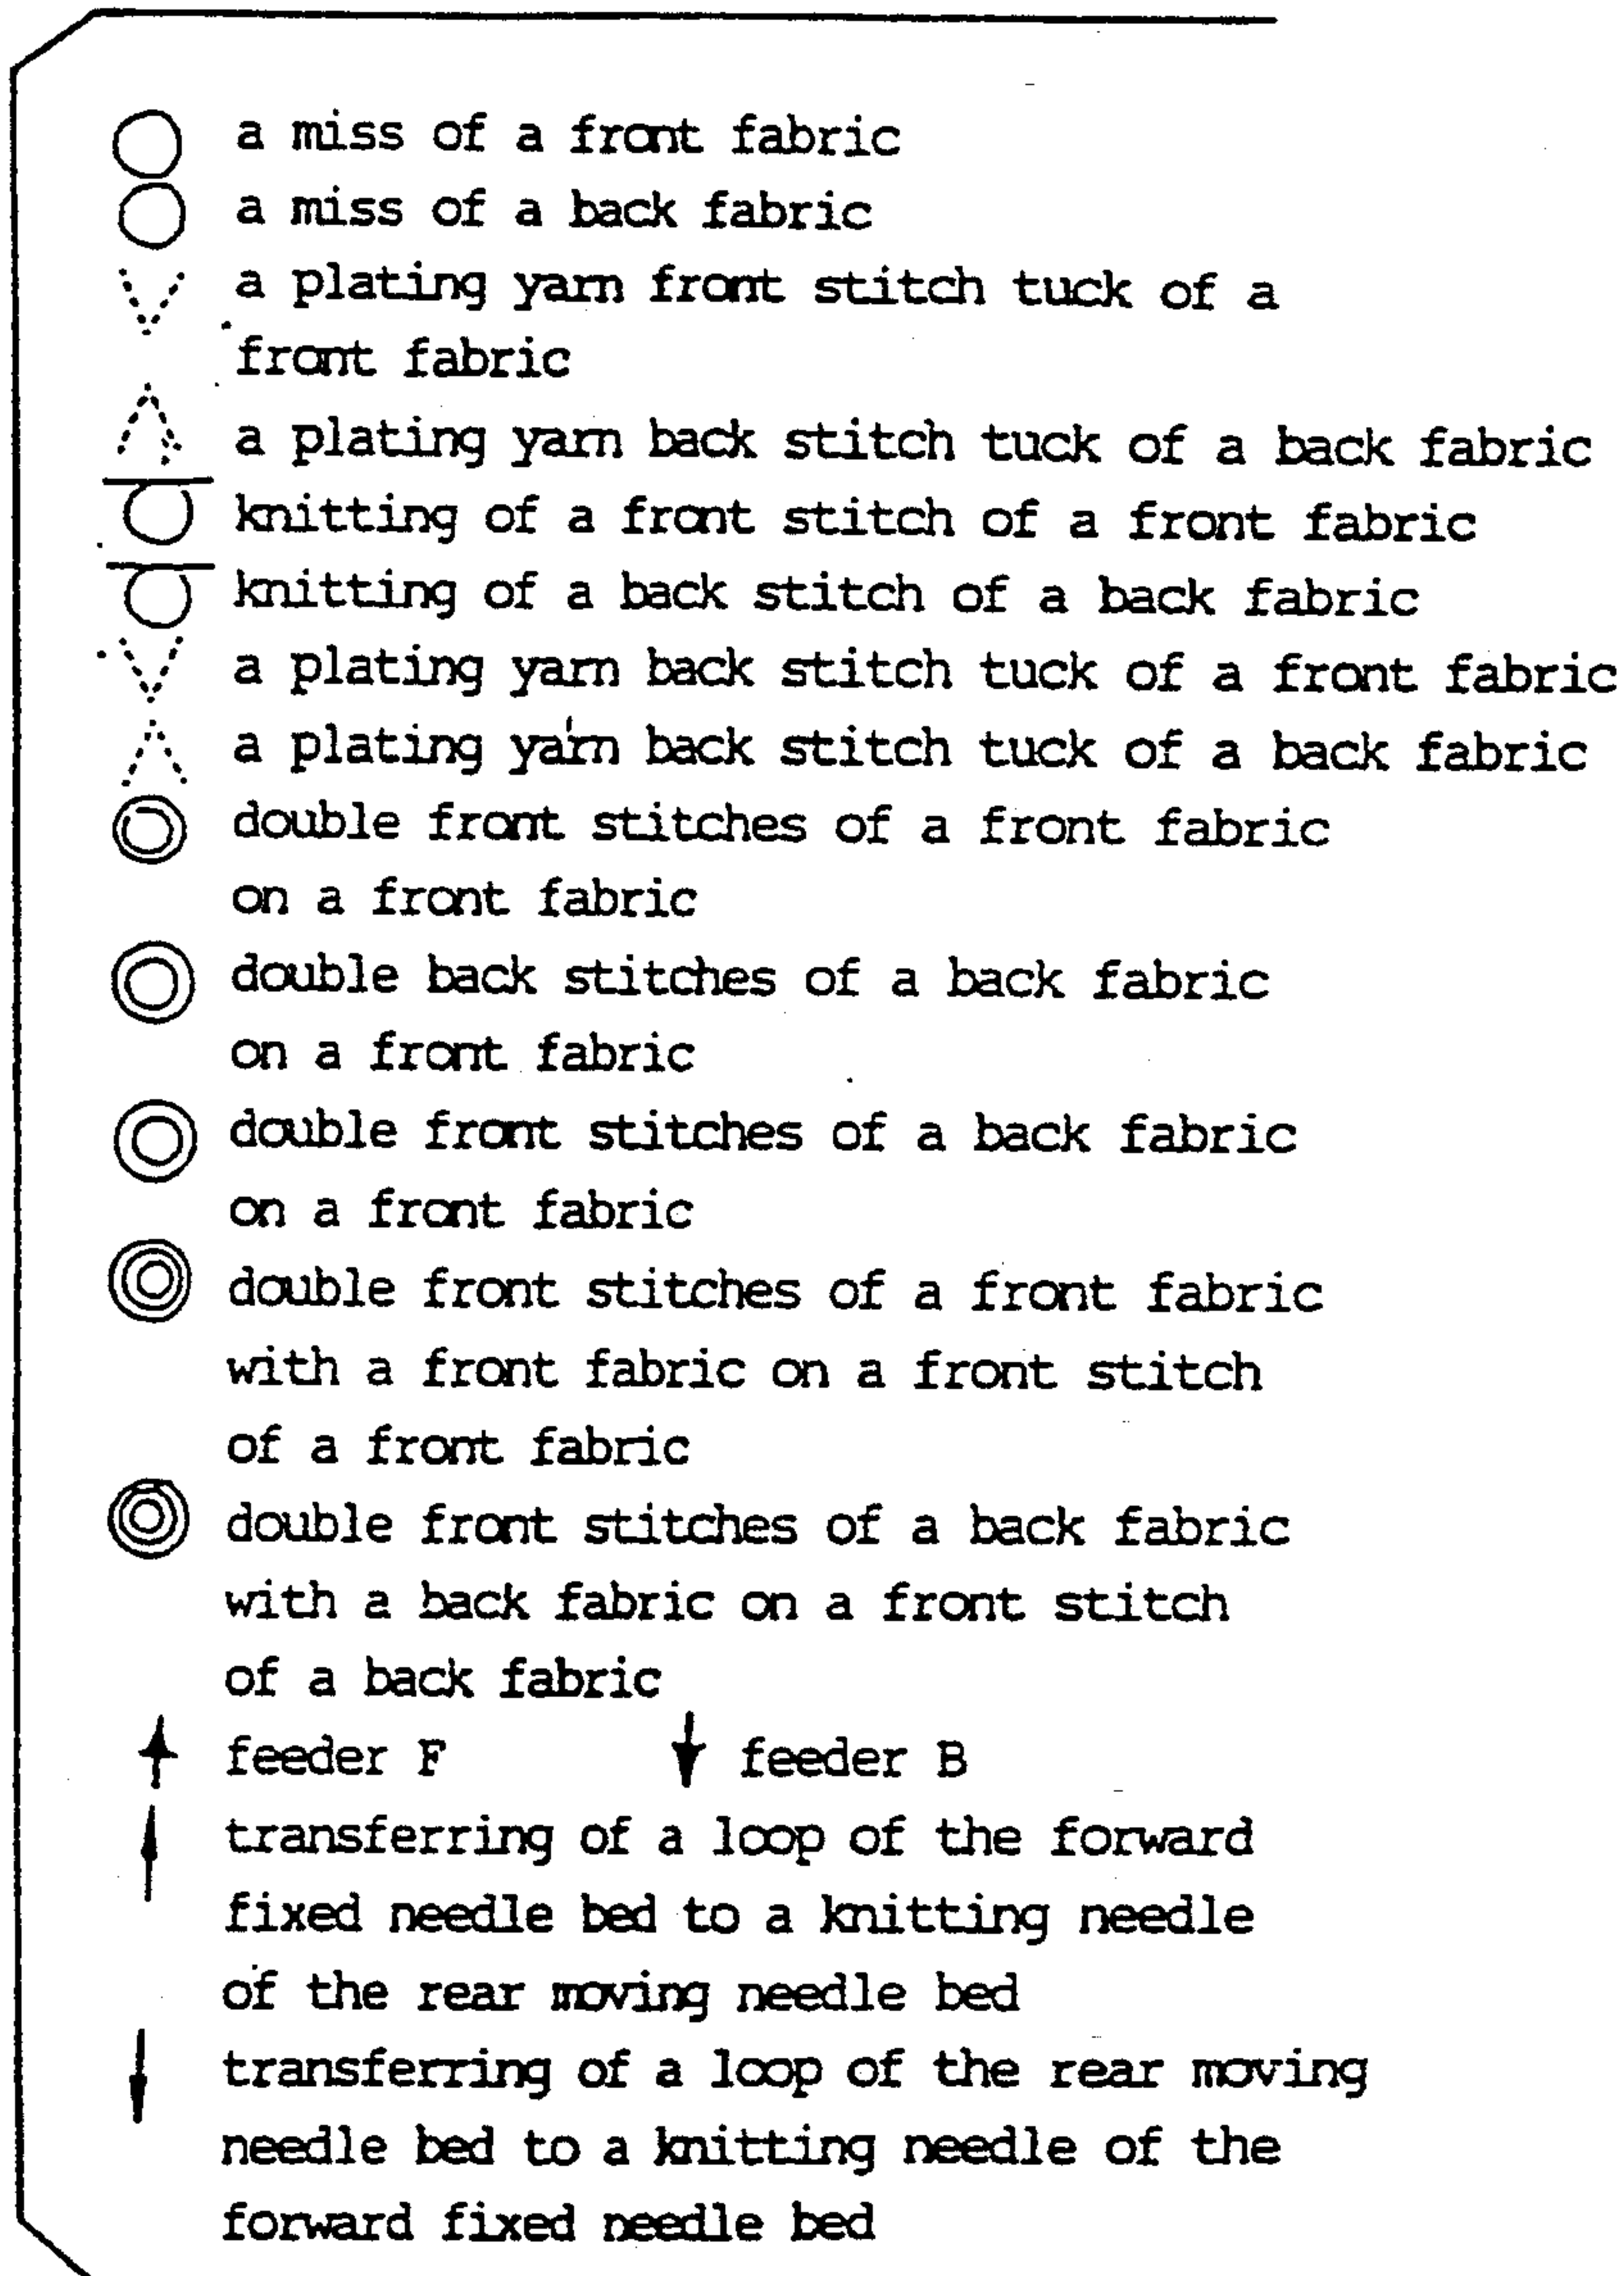 a miss of a front fabric
a miss of a back fabric
a plating yarn front stitch tuck of a
front fabric
a plating yarn back stitch tuck of a back fabric
knitting of a front stitch of a front fabric
knitting of a back stitch of a back fabric
a plating yarn back stitch tuck of a front fabric
a plating yarn back stitch tuck of a back fabric
double front stitches of a front fabric
on a front fabric
double back stitches of a back fabric
on a front fabric
double front stitches of a back fabric
on a front fabric
double front stitches of a front fabric
with a front fabric on a front stitch
of a front fabric
double front stitches of a back fabric
with a back fabric on a front stitch
of a back fabric
feeder F feeder B
transferring of a loop of the forward
fixed needle bed to a knitting needle
of the rear moving needle bed
transferring of a loop of the rear moving
needle bed to a knitting needle of the
forward fixed needle bed